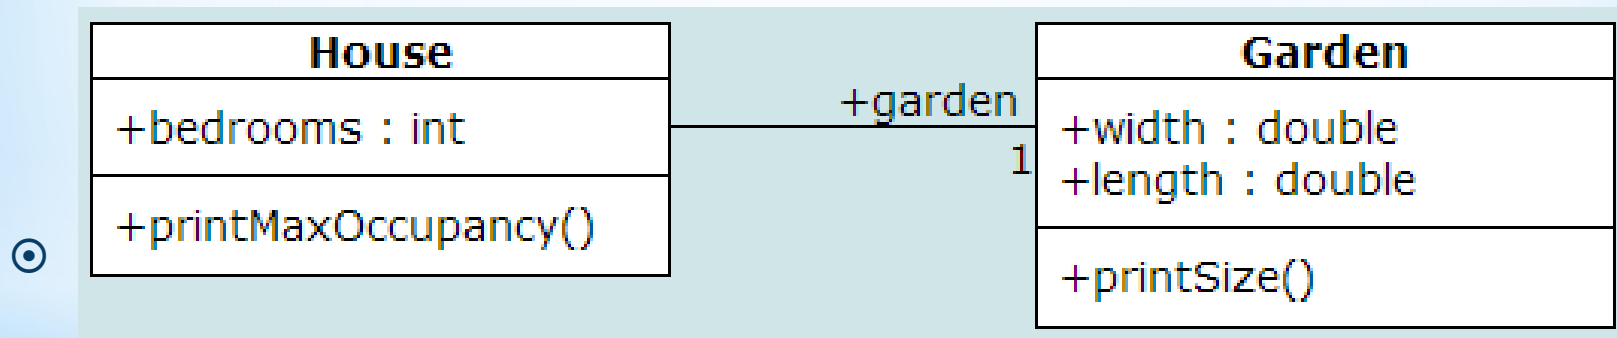 House
+bedrooms : int
+printMaxOccupancy()
+garden
1
Garden
+width : double
+length : double
+printSize()